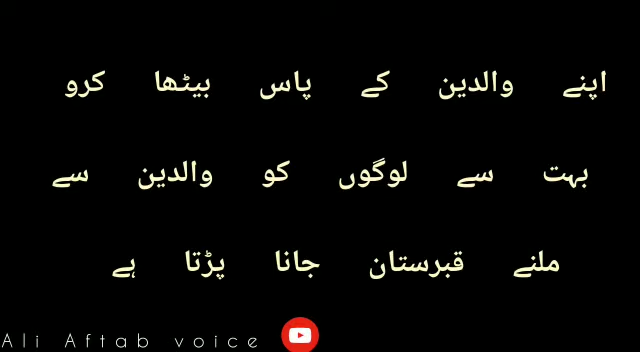 اپنے والدین کے پاس بیٹھا کرو
بہت سے لوگوں کو والدین سے
ملنے قبرستان جانا پڑتا ہے
Ali Aftab voice